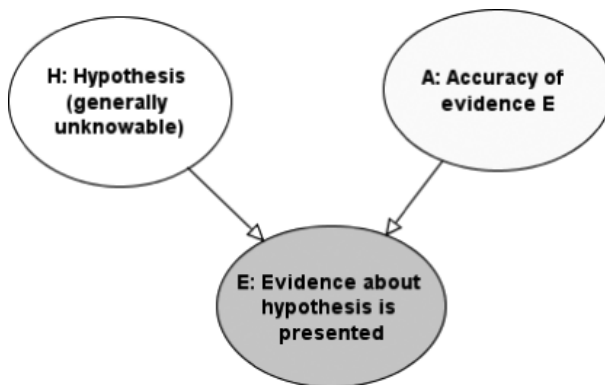 H: Hypothesis
(generally
unknowable)
A: Accuracy of
evidence E
E: Evidence about
hypothesis is
presented